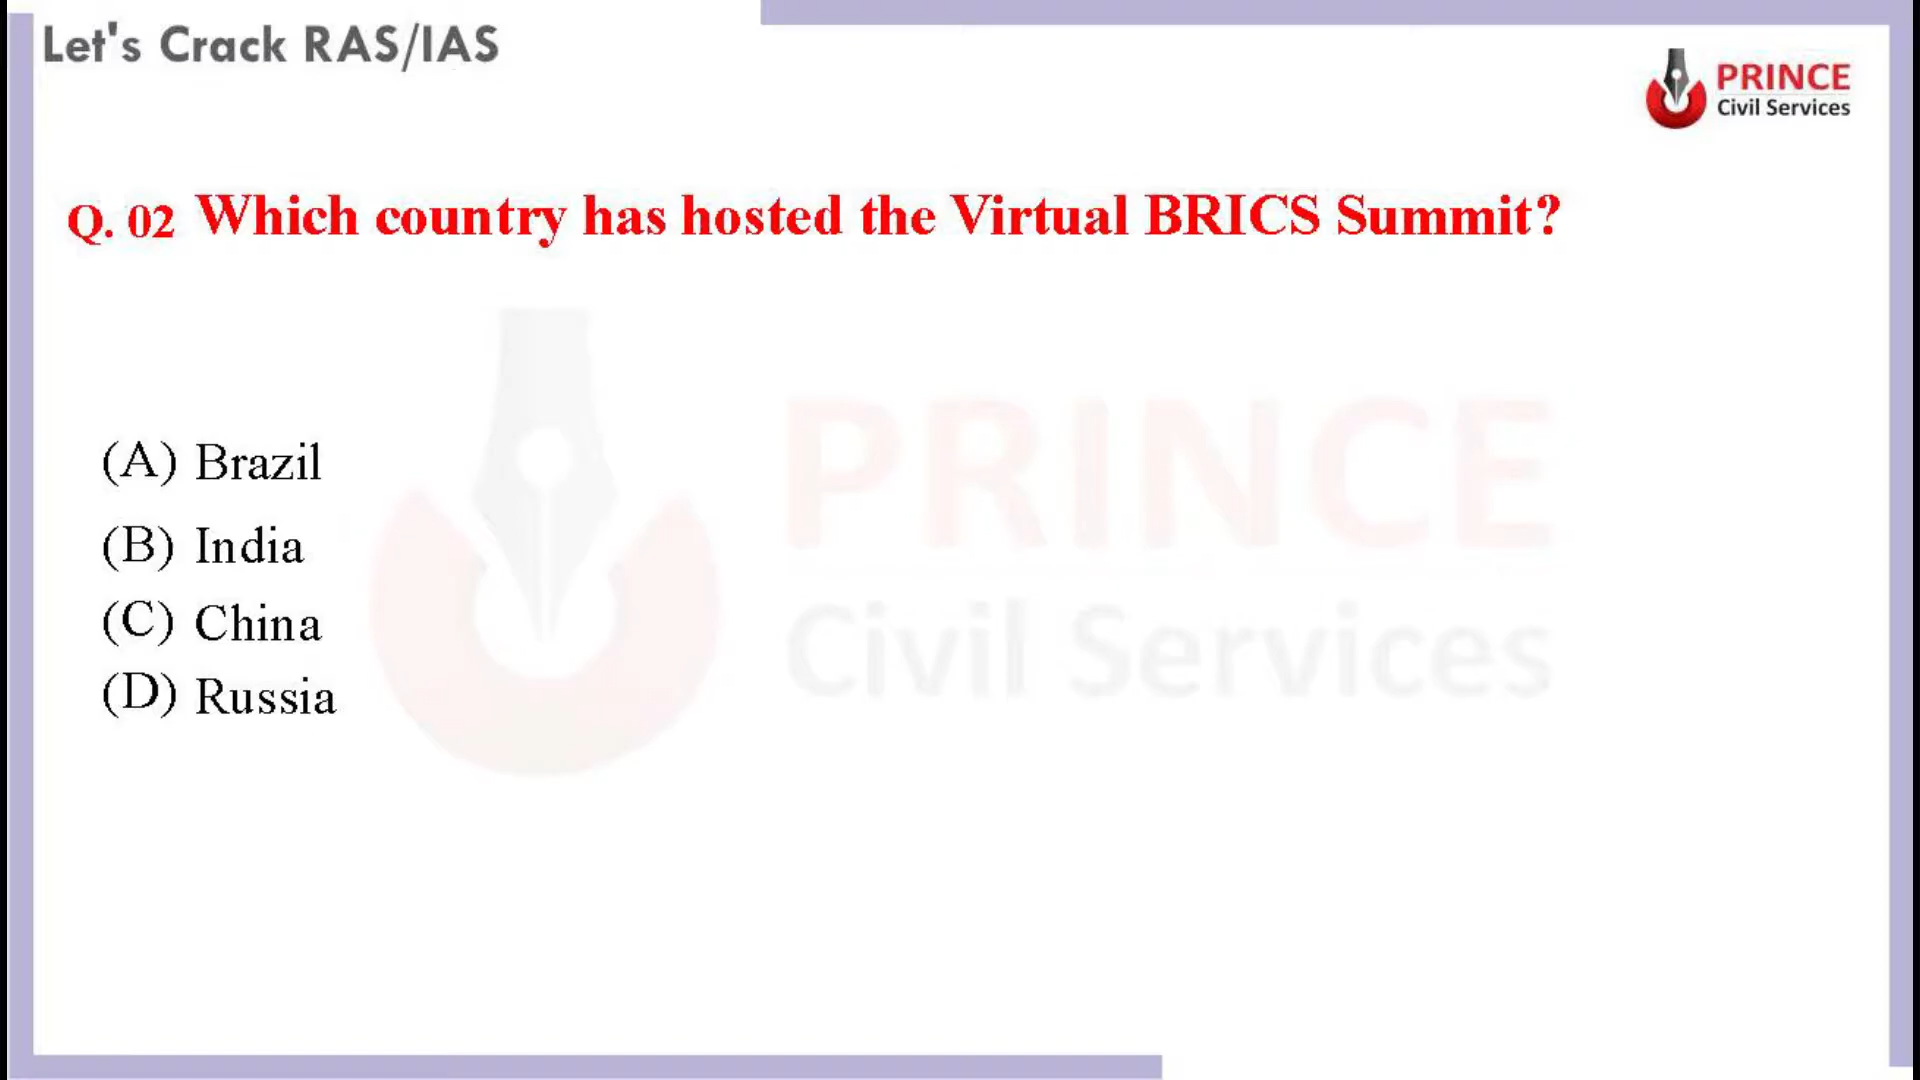 Let's Crack RAS/IAS
PRINCE
Civil Services
Q. 02 Which country has hosted the Virtual BRICS Summit?
(A) Brazil
(B) India
(C) China
(D) Russia
PRINCE
Civil Services